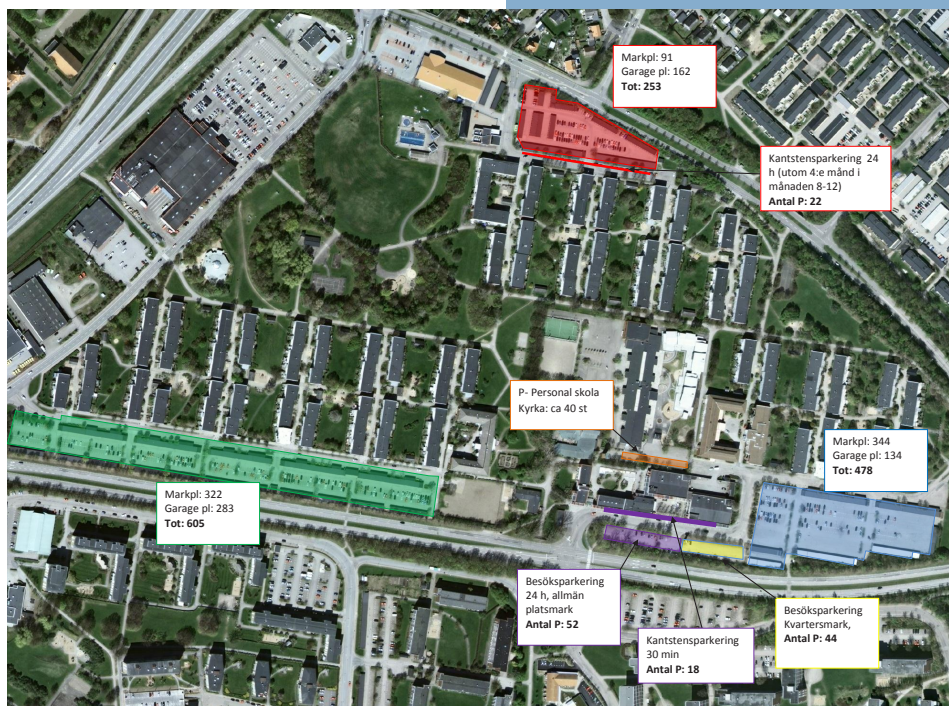 Markpl: 91
Garage pl: 162
Tot: 253
Kantstensparkering 24
h (utom 4:e månd i
månaden 8-12)
Antal P: 22
P- Personal skola
Kyrka: ca 40 st
Markpl: 344
Garage pl: 134
Tot: 478
Markpl: 322
Garage pl: 283
Tot: 605
Besöksparkering
24 h, allmän
platsmark
Antal P: 52
Kantstensparkering
30 min
Antal P: 18
Besöksparkering
Kvartersmark,
Antal P: 44